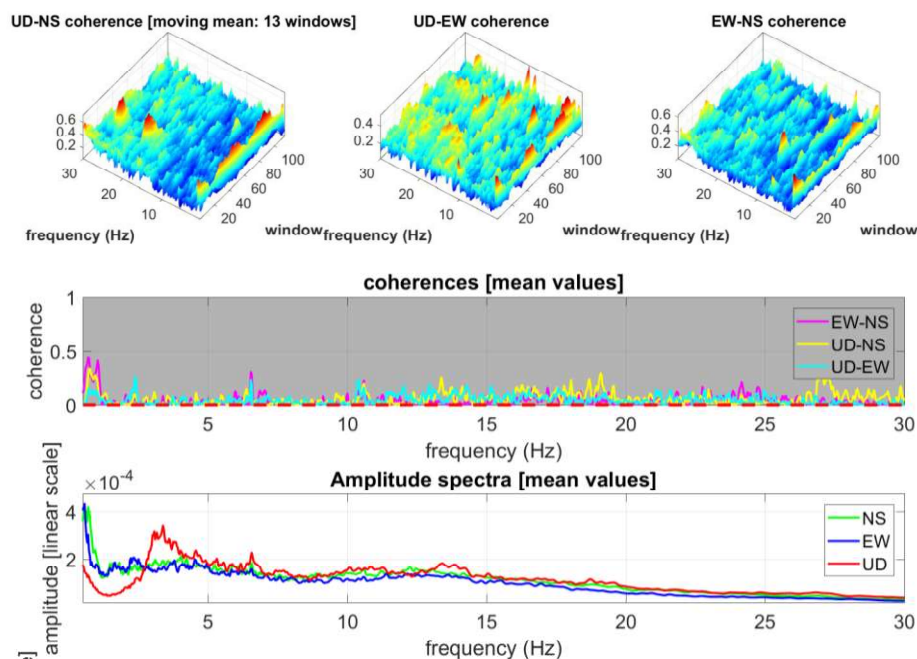 UD-NS coherence [moving mean: 13 windows]
UD-EW coherence
EW-NS coherence
0.6
0.4
0.2
30
20
10
20
40
60
80
100
frequency (Hz)
window
0.4
0.2
30
20
10
20
40
60
80
100
frequency (Hz)
window
0.6
0.4
0.2
30
20
10
20
40
60
80
100
frequency (Hz)
window
coherences [mean values]
coherence
1
0.5
0
EW-NS
UD-NS
UD-EW
5 10 15 20 25 30
frequency (Hz)
Amplitude spectra [mean values]
×10⁻⁴
amplitude [linear scale]
4
2
NS
EW
UD
5 10 15 20 25 30
frequency (Hz)
e]